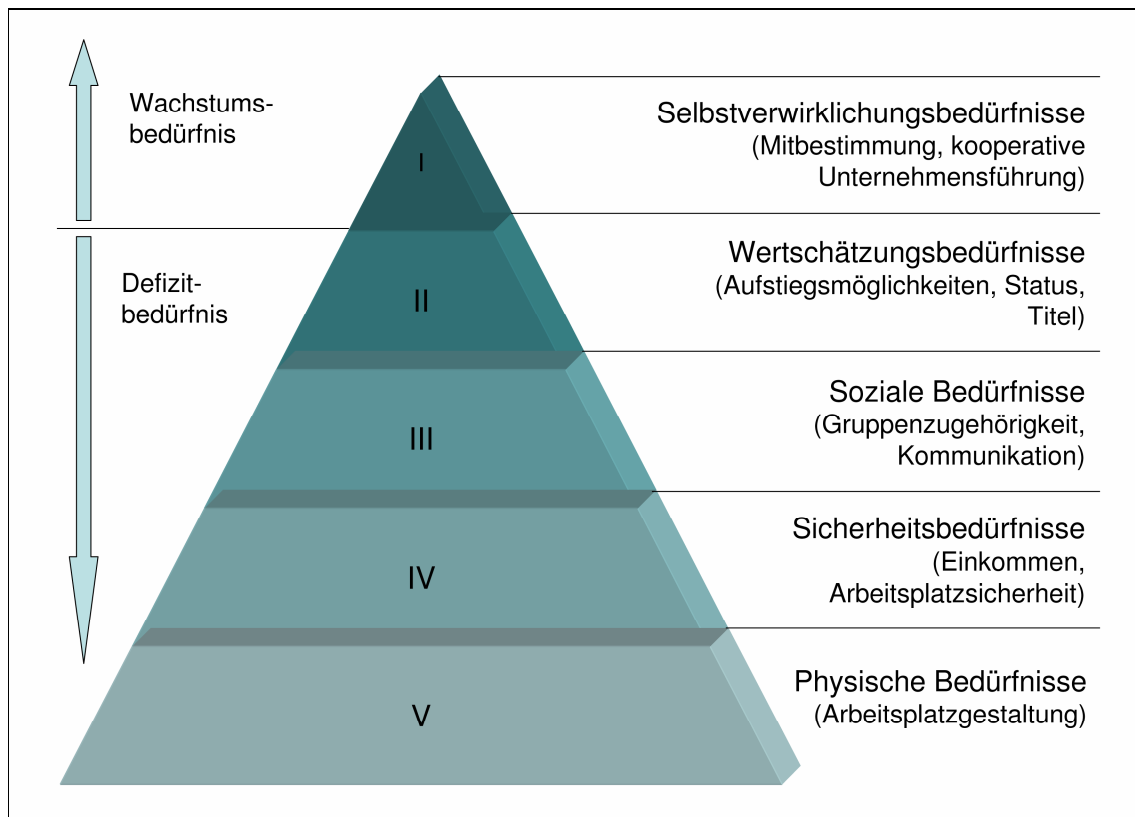 Wachstums-
bedürfnis
Defizit-
bedürfnis
I
II
III
IV
V
Selbstverwirklichungsbedürfnisse
(Mitbestimmung, kooperative
Unternehmensführung)
Wertschätzungsbedürfnisse
(Aufstiegsmöglichkeiten, Status,
Titel)
Soziale Bedürfnisse
(Gruppenzugehörigkeit,
Kommunikation)
Sicherheitsbedürfnisse
(Einkommen,
Arbeitsplatzsicherheit)
Physische Bedürfnisse
(Arbeitsplatzgestaltung)